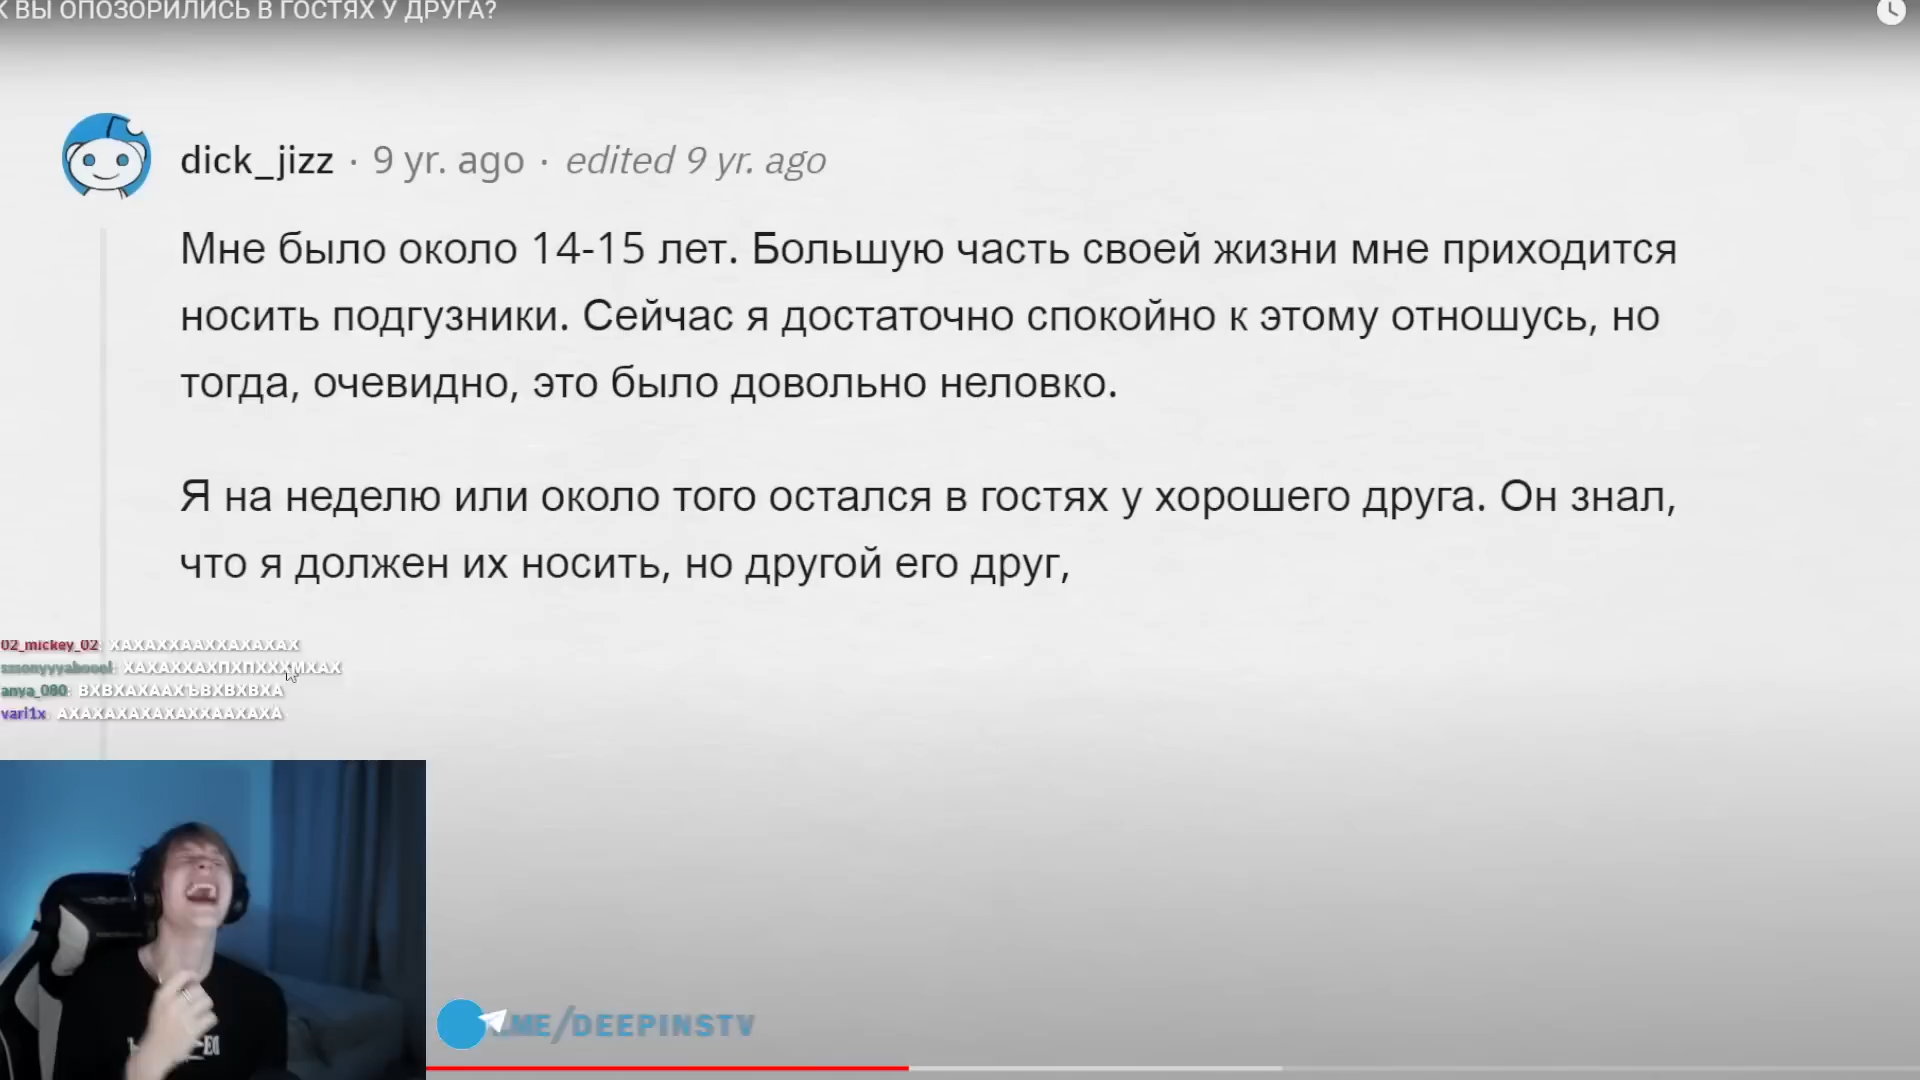 К ВЫ ОПОЗОРИЛИСЬ В ГОСТЯХ У ДРУГА?
dick_jizz · 9 yr. ago · edited 9 yr. ago
Мне было около 14-15 лет. Большую часть своей жизни мне приходится
носить подгузники. Сейчас я достаточно спокойно к этому отношусь, но
тогда, очевидно, это было довольно неловко.
Я на неделю или около того остался в гостях у хорошего друга. Он знал,
что я должен их носить, но другой его друг,
02_mickey_02: ХАХАХХААХХАХАХАХ
ХАХАХХАХПХПХХХМХАХ
anya_080: ВХВХАХААХЪВХВХВХА
vari1x: АХАХАХАХАХАХХААХАХА
.ME/DEEPINSTV